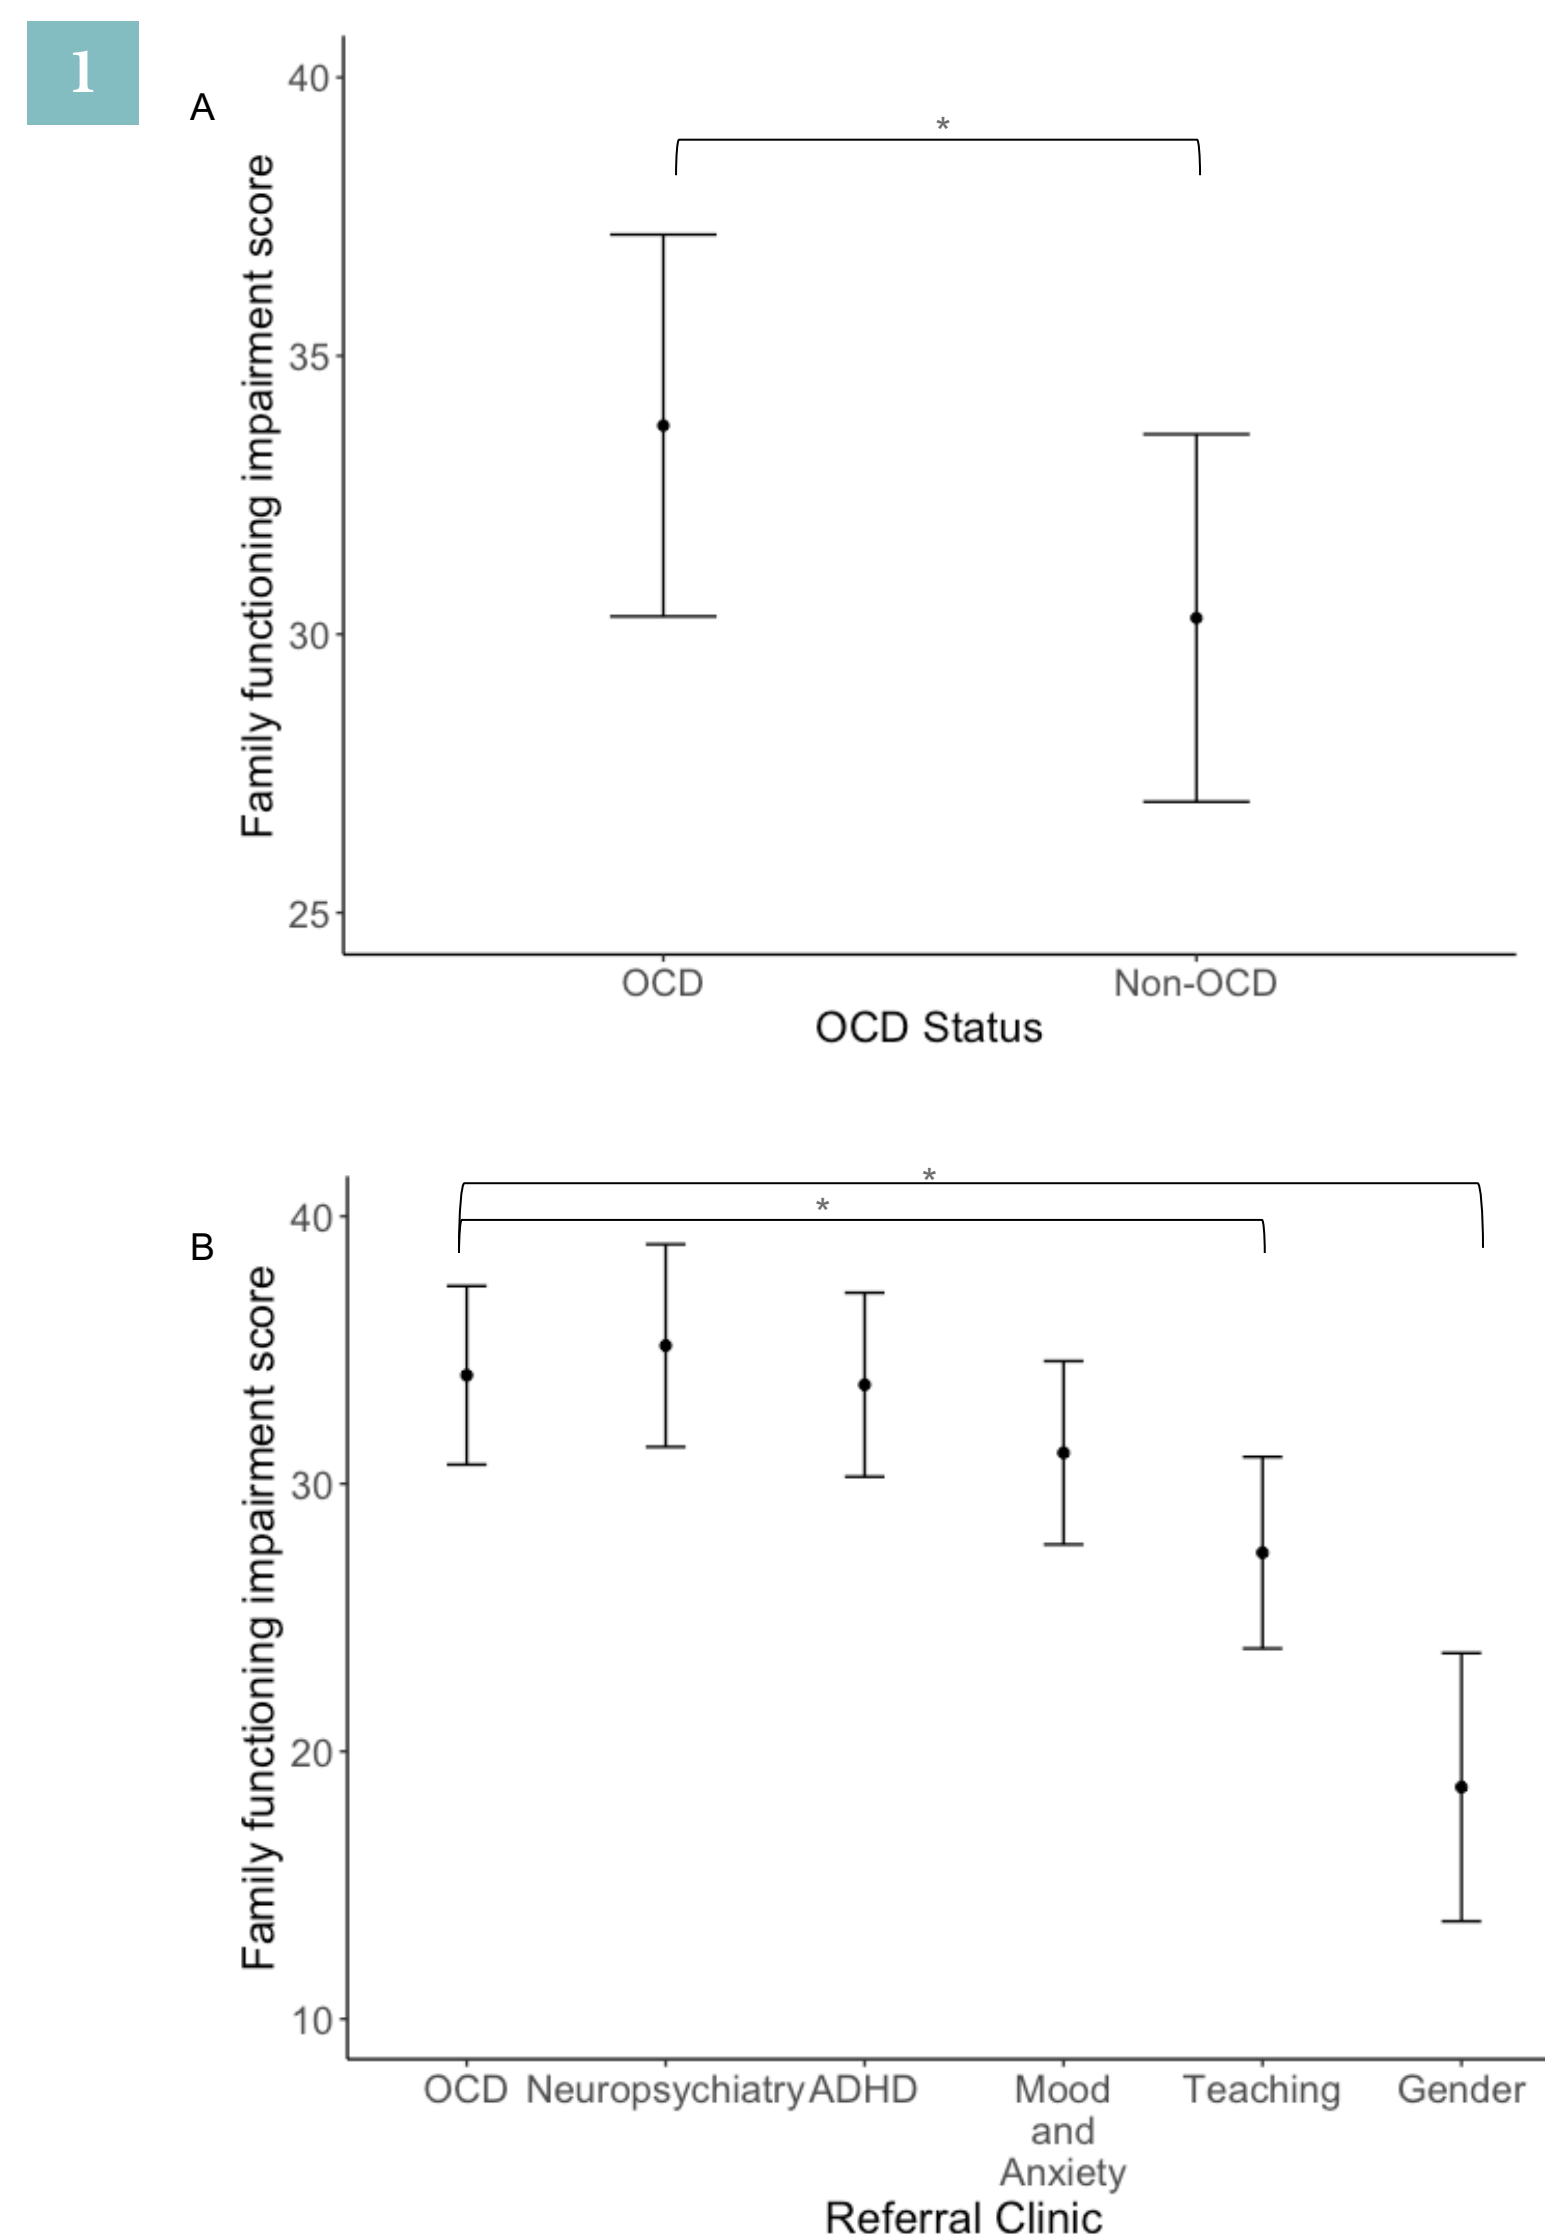 1
A
Family functioning impairment score
40
35
30
25
*
OCD
Non-OCD
OCD Status
B
Family functioning impairment score
40
30
20
10
*
*
OCD
Neuropsychiatry
ADHD
Mood
and
Anxiety
Teaching
Gender
Referral Clinic